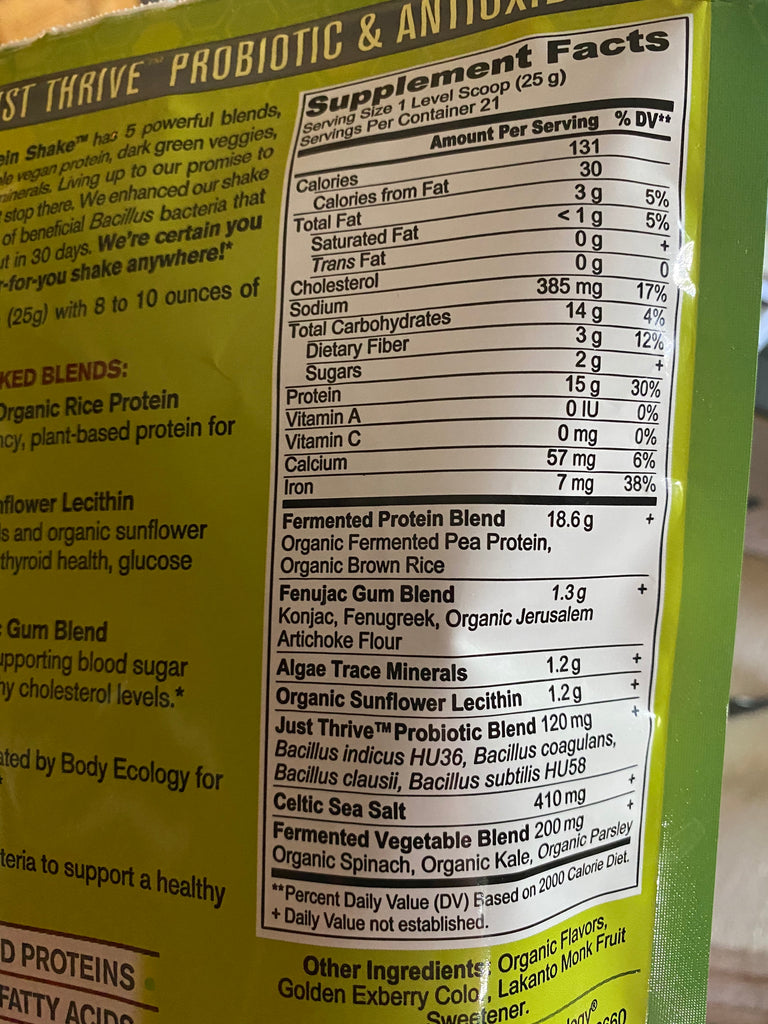 ST THRIVE™ PROBIOTIC &
ein Shake™ has 5 powerful blends,
le vegan protein, dark green veggies,
minerals. Living up to our promise to
stop there. We enhanced our shake
of beneficial Bacillus bacteria that
ut in 30 days. We're certain you
r-for-you shake anywhere!*
(25g) with 8 to 10 ounces of
KED BLENDS:
Organic Rice Protein
ncy, plant-based protein for
nflower Lecithin
s and organic sunflower
thyroid health, glucose
c Gum Blend
upporting blood sugar
hy cholesterol levels.*
ated by Body Ecology for
teria to support a healthy
D PROTEINS
FATTY ACIDS
Supplement Facts
Serving Size 1 Level Scoop (25 g)
Servings Per Container 21
Amount Per Serving % DV**
Calories 131
Calories from Fat 30
Total Fat 3 g 5%
Saturated Fat <1 g 5%
Trans Fat 0 g +
Cholesterol 0 g 0
Sodium 385 mg 17%
Total Carbohydrates 14 g 4%
Dietary Fiber 3 g 12%
Sugars 2 g +
Protein 15 g 30%
Vitamin A 0 IU 0%
Vitamin C 0 mg 0%
Calcium 57 mg 6%
Iron 7 mg 38%
Fermented Protein Blend 18.6 g +
Organic Fermented Pea Protein,
Organic Brown Rice
Fenujac Gum Blend 1.3 g +
Konjac, Fenugreek, Organic Jerusalem
Artichoke Flour
Algae Trace Minerals 1.2 g +
Organic Sunflower Lecithin 1.2 g +
Just Thrive™ Probiotic Blend 120 mg +
Bacillus indicus HU36, Bacillus coagulans,
Bacillus clausii, Bacillus subtilis HU58
Celtic Sea Salt 410 mg +
Fermented Vegetable Blend 200 mg +
Organic Spinach, Organic Kale, Organic Parsley
**Percent Daily Value (DV) Based on 2000 Calorie Diet.
+ Daily Value not established.
Other Ingredients: Organic Flavors,
Golden Exberry Color, Lakanto Monk Fruit
Sweetener.